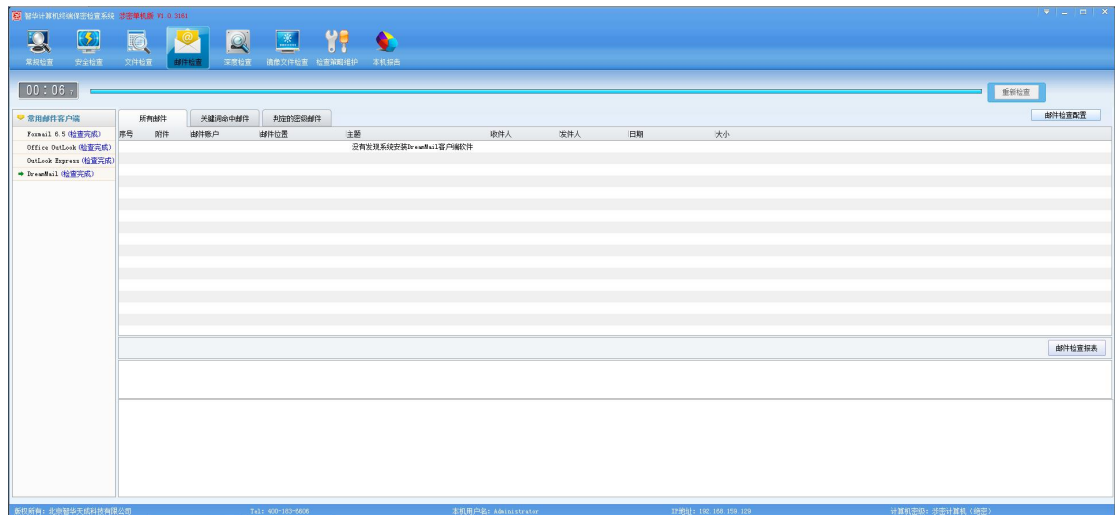 智华计算机终端保密检查系统 涉密单机版 V1.0.3161
常规检查 安全检查 文件检查 邮件检查 深度检查 镜像文件检查 检查策略维护 本机报告
00:06 重新检查
常用邮件客户端 所有邮件 关键词命中邮件 判定的密级邮件 邮件检查配置
序号 附件 邮件账户 邮件位置 主题 收件人 发件人 日期 大小
Foxmail 6.5(检查完成)
Office OutLook(检查完成) 没有发现系统安装DreamMail客户端软件
OutLook Express(检查完成)
DreamMail(检查完成)
邮件检查报表
版权所有：北京智华天成科技有限公司 Tel: 400-163-6606 本机用户名: Administrator IP地址: 192.168.159.129 计算机密级: 涉密计算机（绝密）